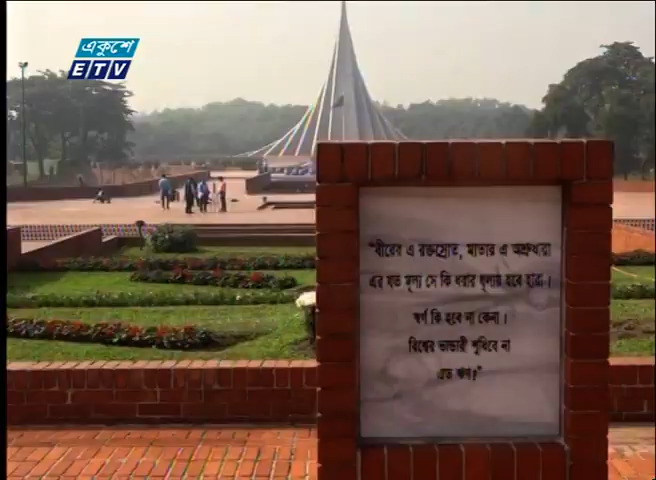 একুশে
ETV
"বীরের এ রক্তস্রোত, মাতার এ অশ্রুধারা
এর যত মূল্য সে কি ধরার ধূলায় হবে হারা।
স্বর্গ কি হবে না কেনা।
বিশ্বের ভান্ডারী শুধিবে না
এত ঋণ?"